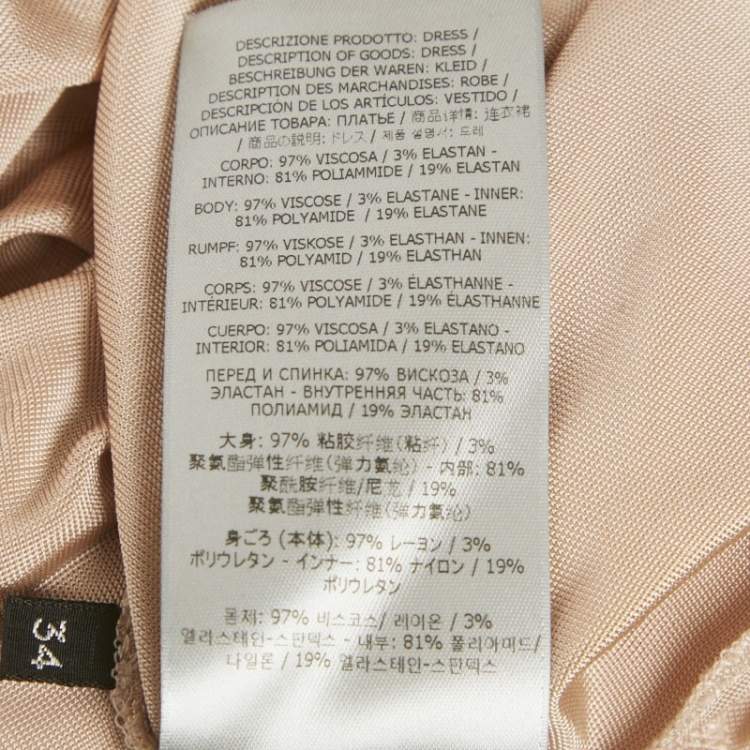 DESCRIZIONE PRODOTTO: DRESS /
DESCRIPTION OF GOODS: DRESS /
BESCHREIBUNG DER WAREN: KLEID /
DESCRIPTION DES MARCHANDISES: ROBE /
DESCRIPCIÓN DE LOS ARTÍCULOS: VESTIDO /
ОПИСАНИЕ ТОВАРА: ПЛАТЬЕ / 商品详情: 连衣裙
/ 商品の説明: ドレス / 제품 설명서: 드레
CORPO: 97% VISCOSA / 3% ELASTAN -
INTERNO: 81% POLIAMMIDE / 19% ELASTAN
BODY: 97% VISCOSE / 3% ELASTANE - INNER:
81% POLYAMIDE / 19% ELASTANE
RUMPF: 97% VISKOSE / 3% ELASTHAN - INNEN:
81% POLYAMID / 19% ELASTHAN
CORPS: 97% VISCOSE / 3% ÉLASTHANNE -
INTÉRIEUR: 81% POLYAMIDE / 19% ÉLASTHANNE
CUERPO: 97% VISCOSA / 3% ELASTANO -
INTERIOR: 81% POLIAMIDA / 19% ELASTANO
ПЕРЕД И СПИНКА: 97% ВИСКОЗА / 3%
ЭЛАСТАН - ВНУТРЕННЯЯ ЧАСТЬ: 81%
ПОЛИАМИД / 19% ЭЛАСТАН
大身: 97% 粘胶纤维(粘纤) / 3%
聚氨酯弹性纤维(弹力氨纶) - 内部: 81%
聚酰胺纤维/尼龙 / 19%
聚氨酯弹性纤维(弹力氨纶)
身ごろ (本体): 97% レーヨン / 3%
ポリウレタン - インナー: 81% ナイロン / 19%
ポリウレタン
몸체: 97% 비스코스/ 레이온 / 3%
엘라스테인-스판덱스 - 내부: 81% 폴리아미드/
나일론 / 19% 엘라스테인-스판덱스
34